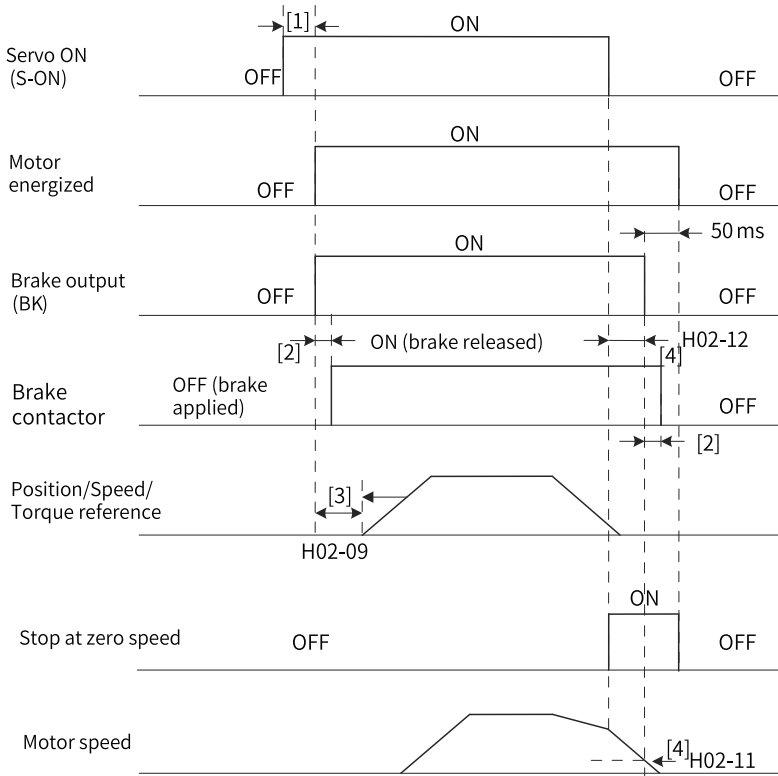 [1]
ON
Servo ON
(S-ON)
OFF
OFF
ON
Motor
energized
OFF
OFF
50 ms
ON
Brake output
(BK)
OFF
OFF
[2]
ON (brake released)
H02-12
[4]
OFF (brake
applied)
Brake
contactor
OFF
[2]
Position/Speed/
Torque reference
[3]
H02-09
ON
Stop at zero speed
OFF
OFF
Motor speed
[4]
H02-11